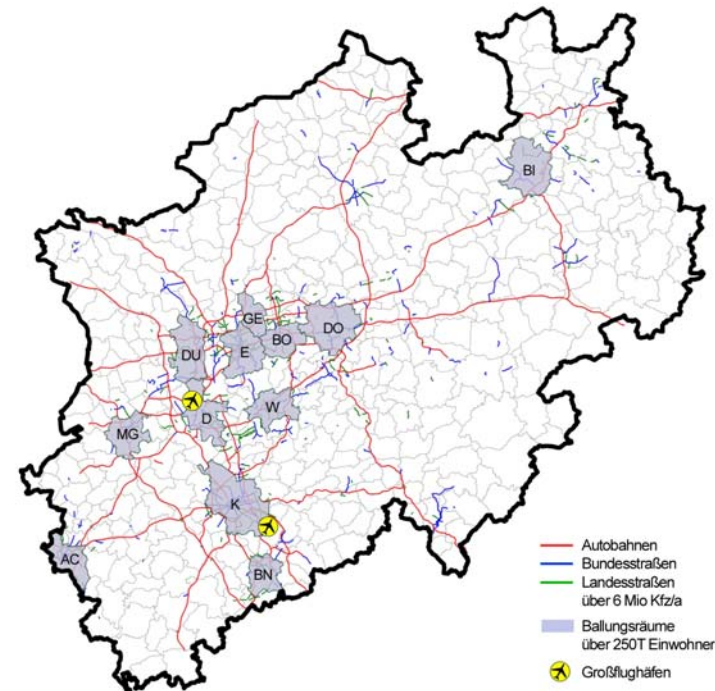 BI
GE
DO
BO
DU
E
D
W
MG
K
AC
BN
Autobahnen
Bundesstraßen
Landesstraßen
über 6 Mio Kfz/a
Ballungsräume
über 250T Einwohner
Großflughäfen